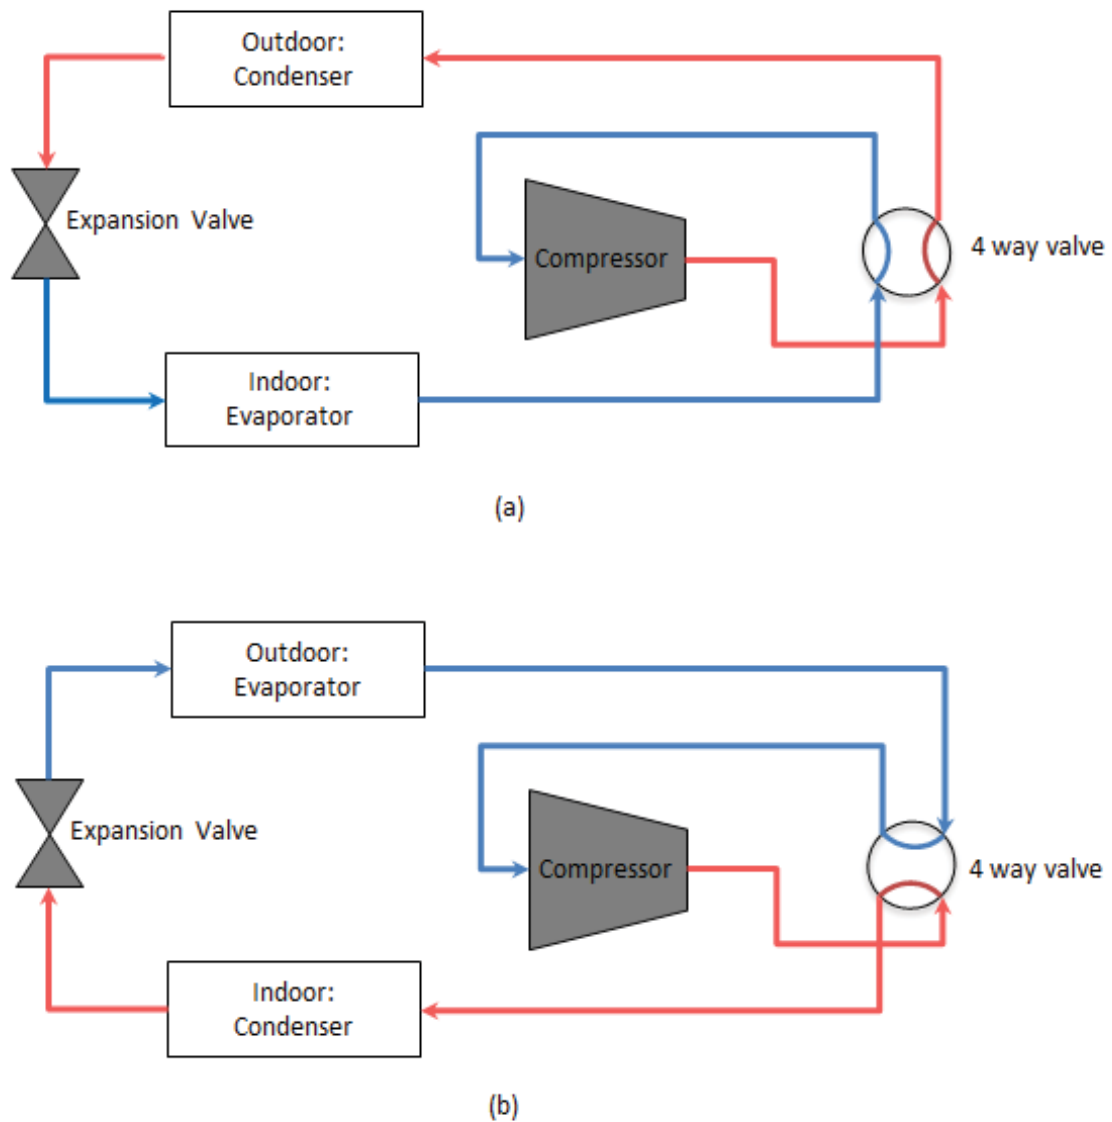 Outdoor:
Condenser
Expansion Valve
Compressor
4 way valve
Indoor:
Evaporator
(a)
Outdoor:
Evaporator
Expansion Valve
Compressor
4 way valve
Indoor:
Condenser
(b)